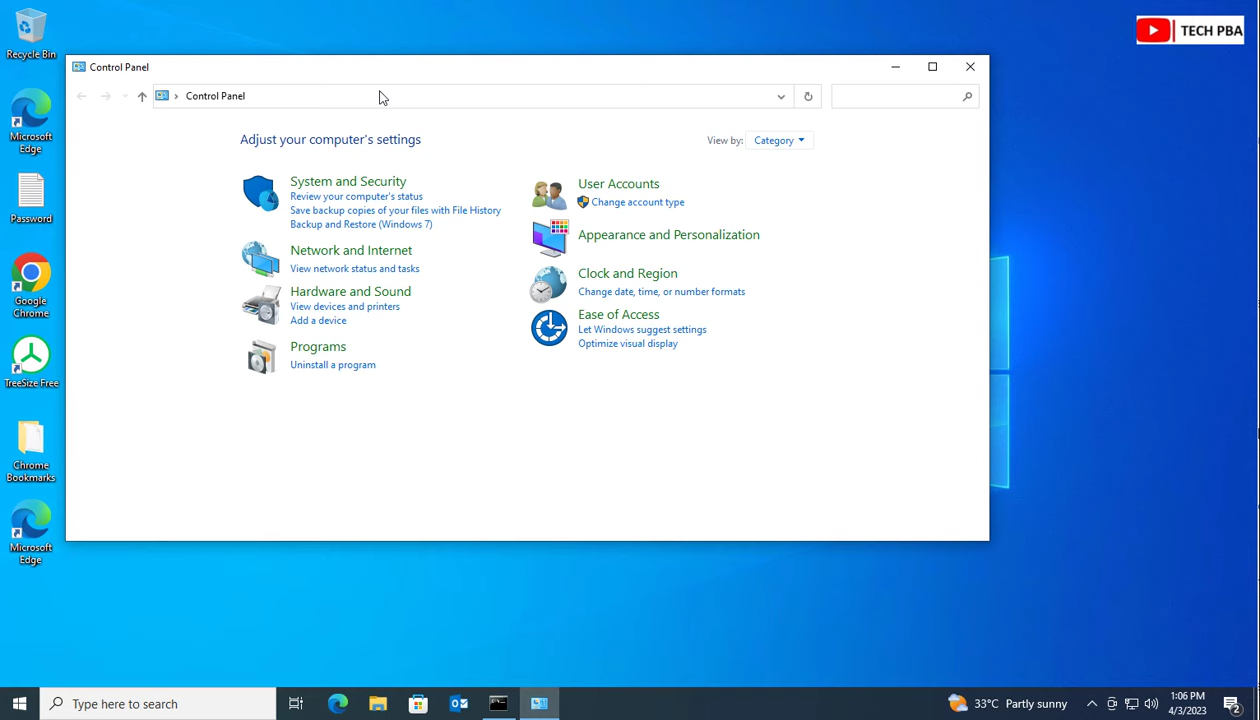 TECH PBA
Recycle Bin
Microsoft
Edge
Password
Google
Chrome
TreeSize Free
Chrome
Bookmarks
Microsoft
Edge
Control Panel
Control Panel
Adjust your computer's settings
View by: Category
System and Security
Review your computer's status
Save backup copies of your files with File History
Backup and Restore (Windows 7)
Network and Internet
View network status and tasks
Hardware and Sound
View devices and printers
Add a device
Programs
Uninstall a program
User Accounts
Change account type
Appearance and Personalization
Clock and Region
Change date, time, or number formats
Ease of Access
Let Windows suggest settings
Optimize visual display
Type here to search
33°C Partly sunny
1:06 PM
4/3/2023
2